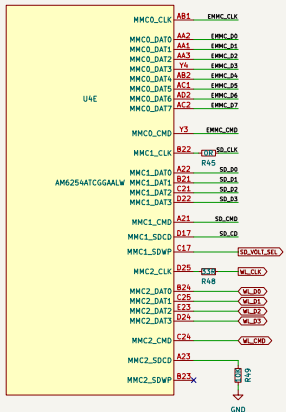 MMC0_CLK AB1 EMMC_CLK
MMC0_DAT0 AA2 EMMC_D0
MMC0_DAT1 AA1 EMMC_D1
MMC0_DAT2 AA3 EMMC_D2
MMC0_DAT3 Y4 EMMC_D3
MMC0_DAT4 AB2 EMMC_D4
MMC0_DAT5 AC1 EMMC_D5
MMC0_DAT6 AD2 EMMC_D6
MMC0_DAT7 AC2 EMMC_D7
U4E
MMC0_CMD Y3 EMMC_CMD
MMC1_CLK B22 0R SD_CLK
R45
MMC1_DAT0 A22 SD_D0
AM6254ATCGGAALW MMC1_DAT1 B21 SD_D1
MMC1_DAT2 C21 SD_D2
MMC1_DAT3 D22 SD_D3
MMC1_CMD A21 SD_CMD
MMC1_SDCD D17 SD_CD
MMC1_SDWP C17 SD_VOLT_SEL
MMC2_CLK D25 33R WL_CLK
R48
MMC2_DAT0 B24 WL_D0
MMC2_DAT1 C25 WL_D1
MMC2_DAT2 E23 WL_D2
MMC2_DAT3 D24 WL_D3
MMC2_CMD C24 WL_CMD
MMC2_SDCD A23
MMC2_SDWP B23
R49
GND